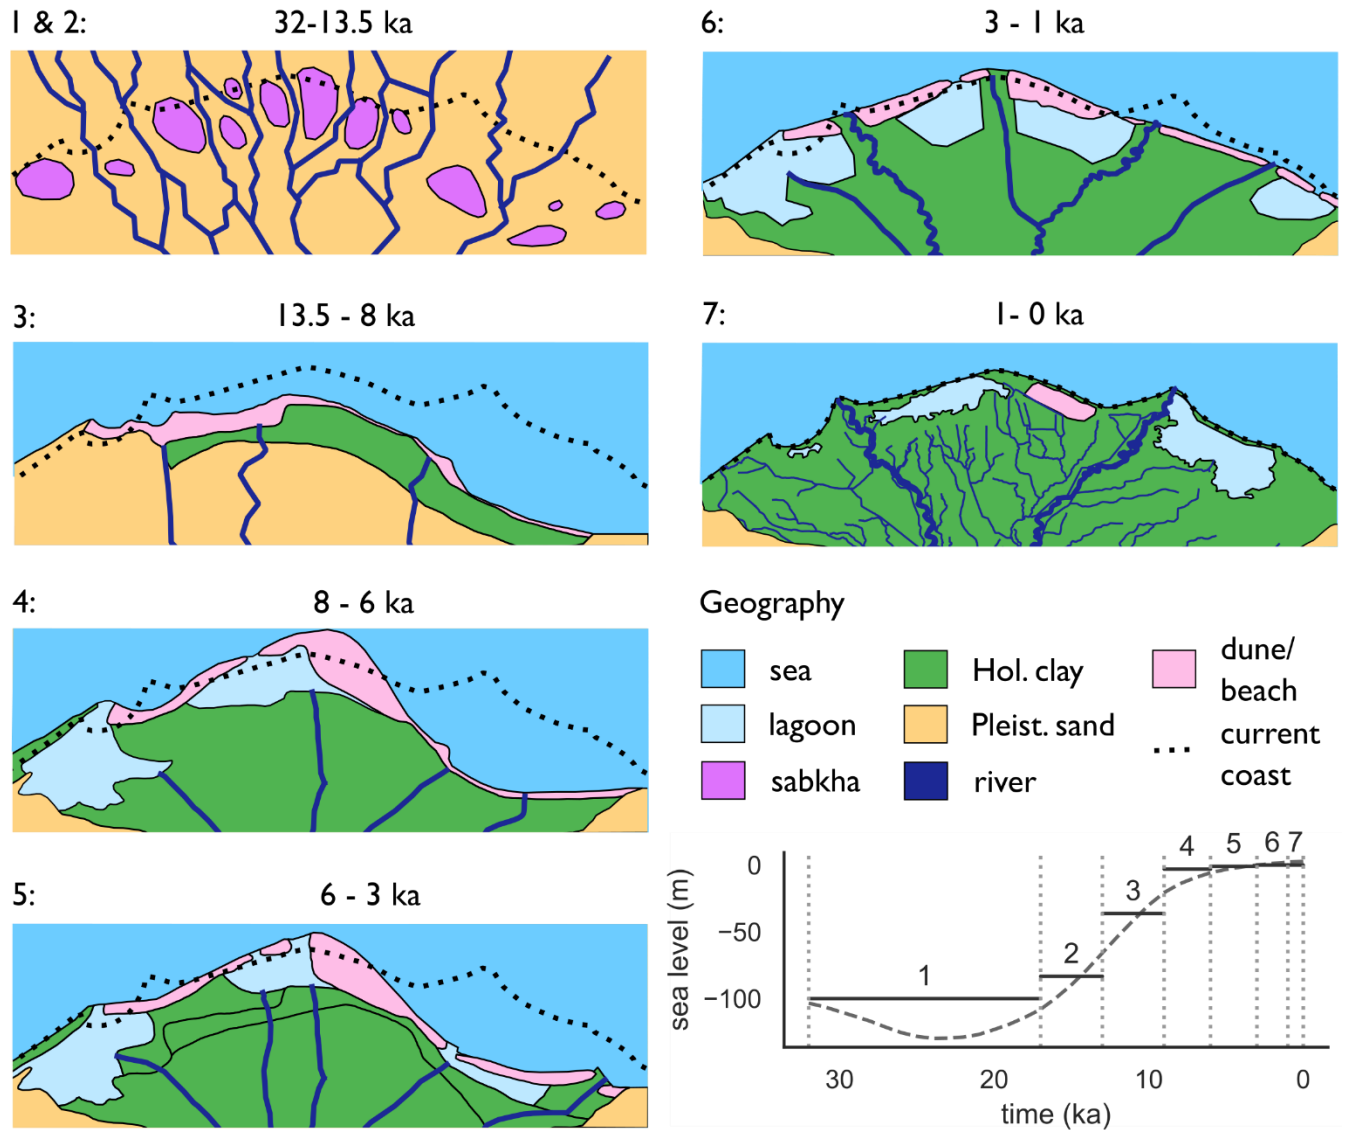 1 & 2: 32-13.5 ka
3: 13.5 - 8 ka
4: 8 - 6 ka
5: 6 - 3 ka
6: 3 - 1 ka
7: 1- 0 ka
Geography
sea
lagoon
sabkha
Hol. clay
Pleist. sand
river
dune/
beach
current
coast
sea level (m)
0
−50
−100
1
2
3
4
5
6
7
30 20 10 0
time (ka)